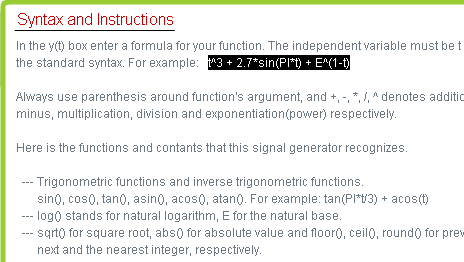 Syntax and Instructions
In the y(t) box enter a formula for your function. The independent variable must be t
the standard syntax. For example: t^3 + 2.7*sin(PI*t) + E^(1-t)
Always use parenthesis around function's argument, and +, -, *, /, ^ denotes additio
minus, multiplication, division and exponentiation(power) respectively.
Here is the functions and contants that this signal generator recognizes.
--- Trigonometric functions and inverse trigonometric functions.
sin(), cos(), tan(), asin(), acos(), atan(). For example: tan(PI*t/3) + acos(t)
--- log() stands for natural logarithm, E for the natural base.
--- sqrt() for square root, abs() for absolute value and floor(), ceil(), round() for prev
next and the nearest integer, respectively.